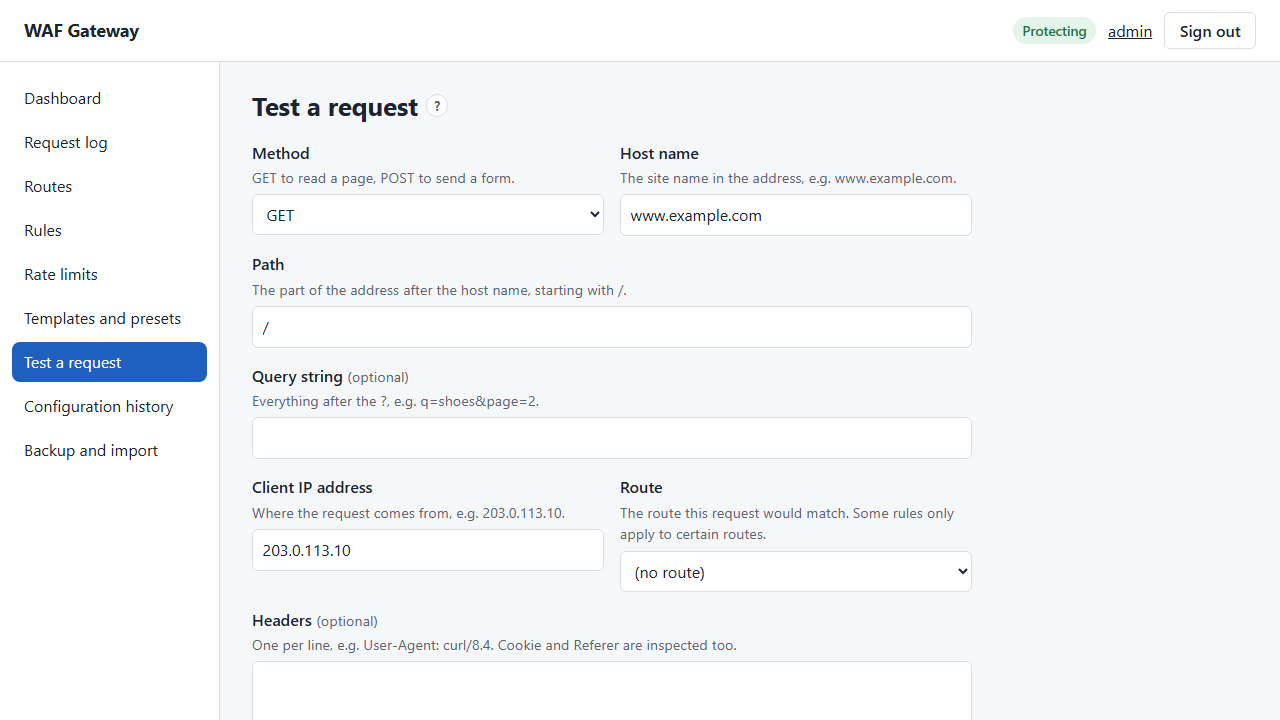 WAF Gateway
Protecting
admin
Sign out
Dashboard
Request log
Routes
Rules
Rate limits
Templates and presets
Test a request
Configuration history
Backup and import
Test a request ?
Method
GET to read a page, POST to send a form.
GET
Host name
The site name in the address, e.g. www.example.com.
www.example.com
Path
The part of the address after the host name, starting with /.
/
Query string (optional)
Everything after the ?, e.g. q=shoes&page=2.
Client IP address
Where the request comes from, e.g. 203.0.113.10.
203.0.113.10
Route
The route this request would match. Some rules only
apply to certain routes.
(no route)
Headers (optional)
One per line, e.g. User-Agent: curl/8.4. Cookie and Referer are inspected too.